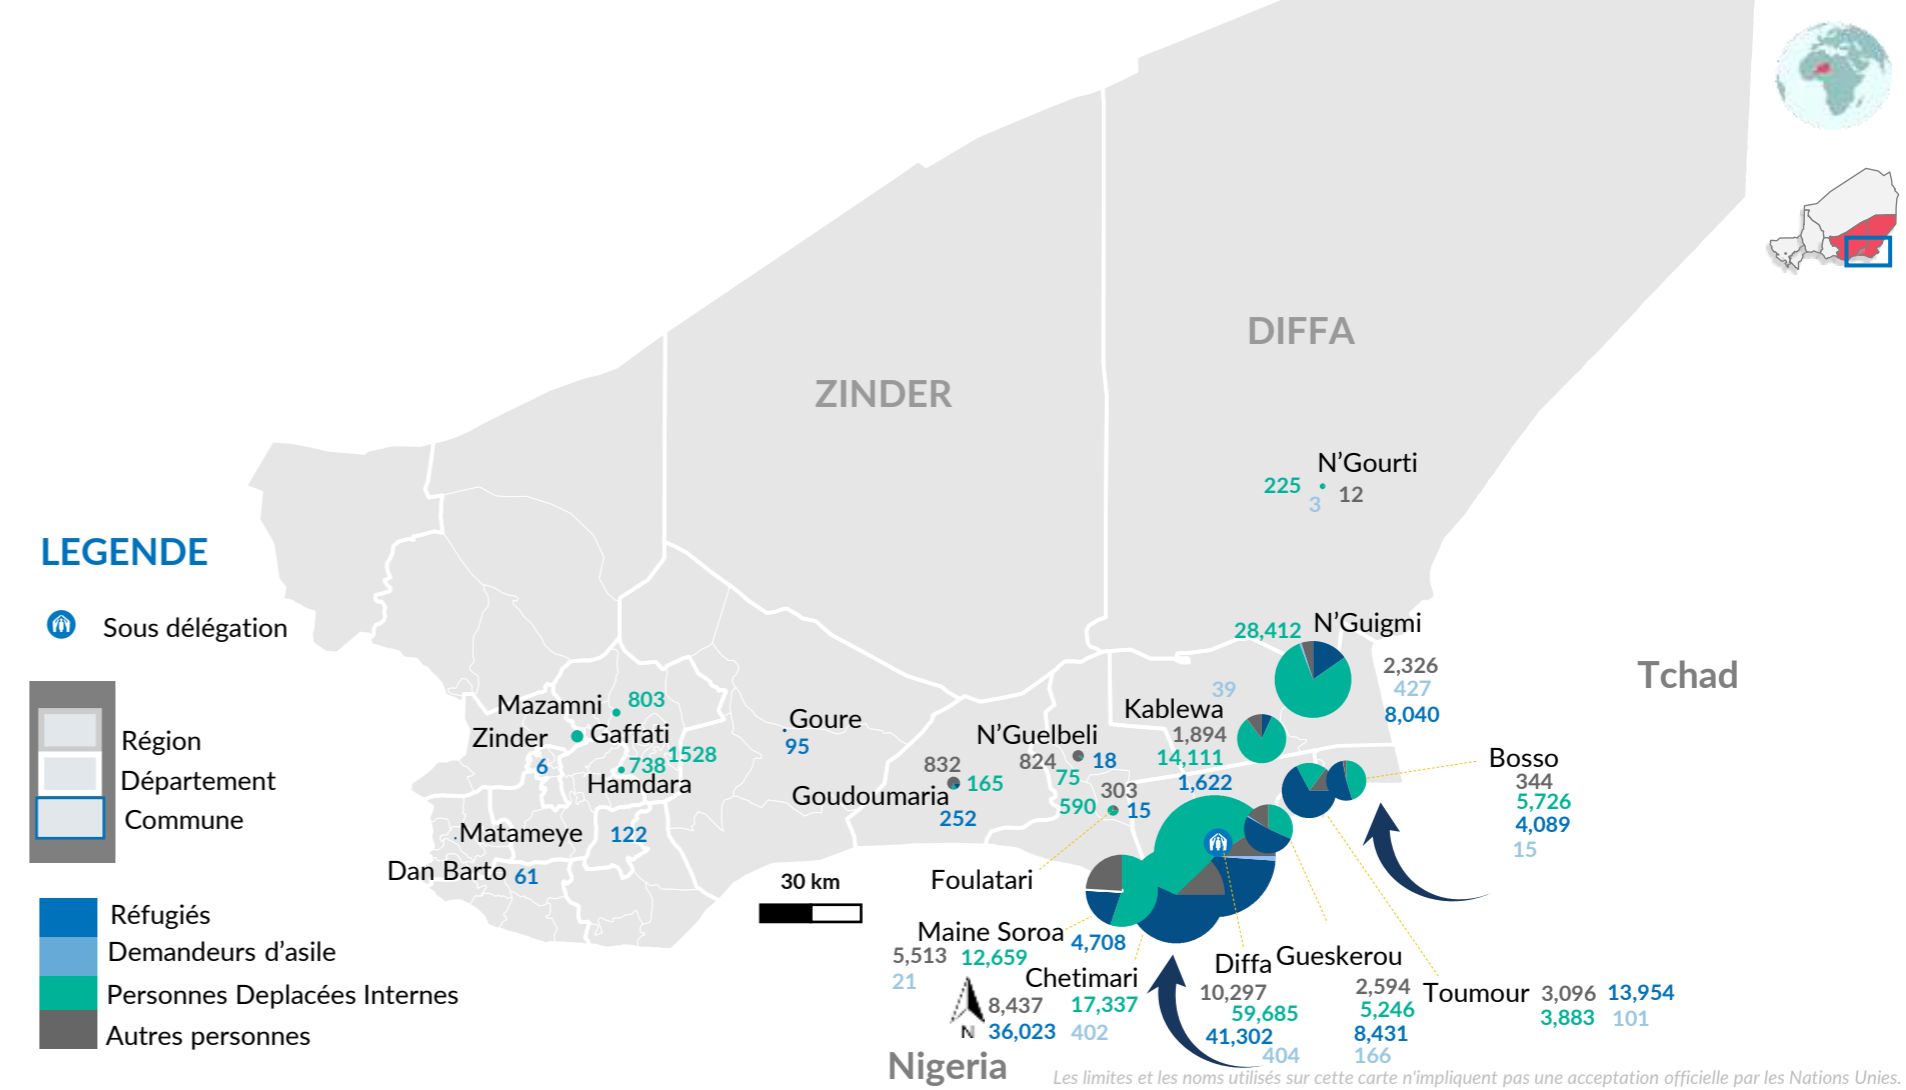 DIFFA
ZINDER
N'Gourti
225
12
3
LEGENDE
Sous délégation
Région
Département
Commune
Réfugiés
Demandeurs d'asile
Personnes Deplacées Internes
Autres personnes
Mazamni
803
Zinder
Gaffati
6
1528
738
Hamdara
Matameye
122
Dan Barto
61
Goure
95
832
165
Goudoumaria
252
N'Guelbeli
824
18
75
303
590
15
Foulatari
28,412
N'Guigmi
2,326
427
8,040
39
Kablewa
1,894
14,111
1,622
Tchad
Bosso
344
5,726
4,089
15
30 km
Maine Soroa
4,708
5,513
12,659
21
Chetimari
8,437
17,337
36,023
402
N
Diffa
10,297
59,685
41,302
404
Gueskerou
2,594
5,246
8,431
166
Toumour
3,096
13,954
3,883
101
Nigeria
Les limites et les noms utilisés sur cette carte n'impliquent pas une acceptation officielle par les Nations Unies.